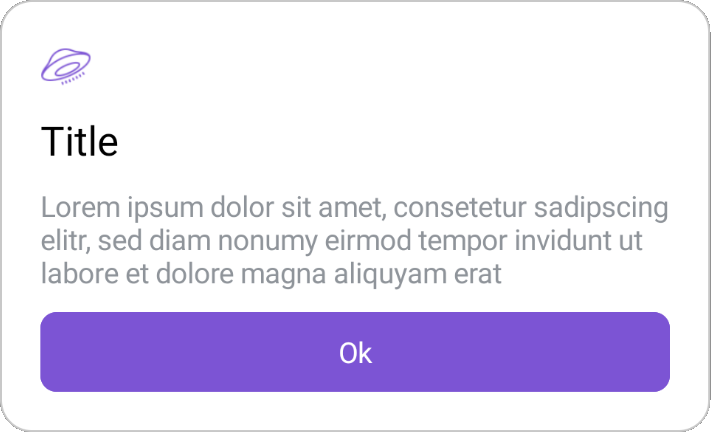 Title
Lorem ipsum dolor sit amet, consetetur sadipscing
elitr, sed diam nonumy eirmod tempor invidunt ut
labore et dolore magna aliquyam erat
Ok